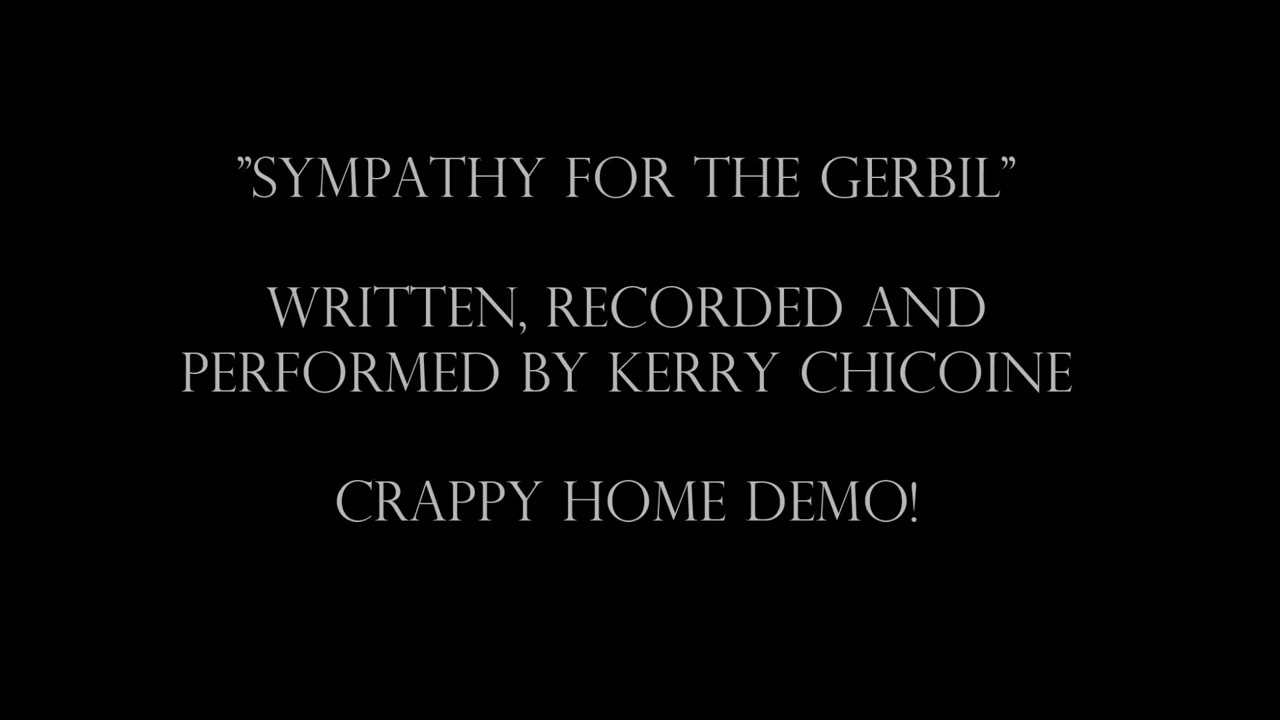 ”SYMPATHY FOR THE GERBIL”
WRITTEN, RECORDED AND
PERFORMED BY KERRY CHICOINE
CRAPPY HOME DEMO!